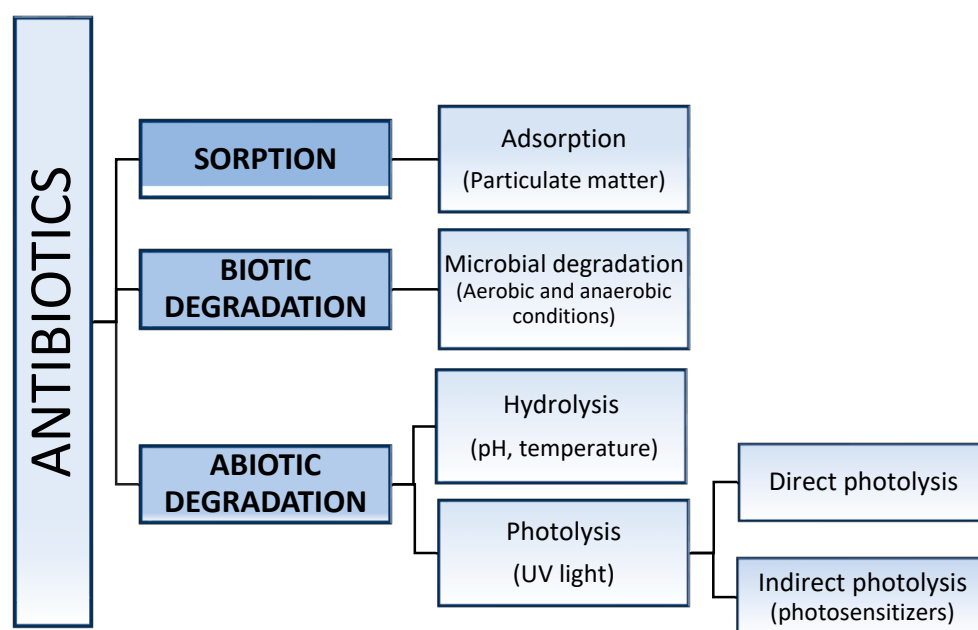 ANTIBIOTICS
SORPTION
Adsorption
(Particulate matter)
BIOTIC
DEGRADATION
Microbial degradation
(Aerobic and anaerobic
conditions)
ABIOTIC
DEGRADATION
Hydrolysis
(pH, temperature)
Photolysis
(UV light)
Direct photolysis
Indirect photolysis
(photosensitizers)